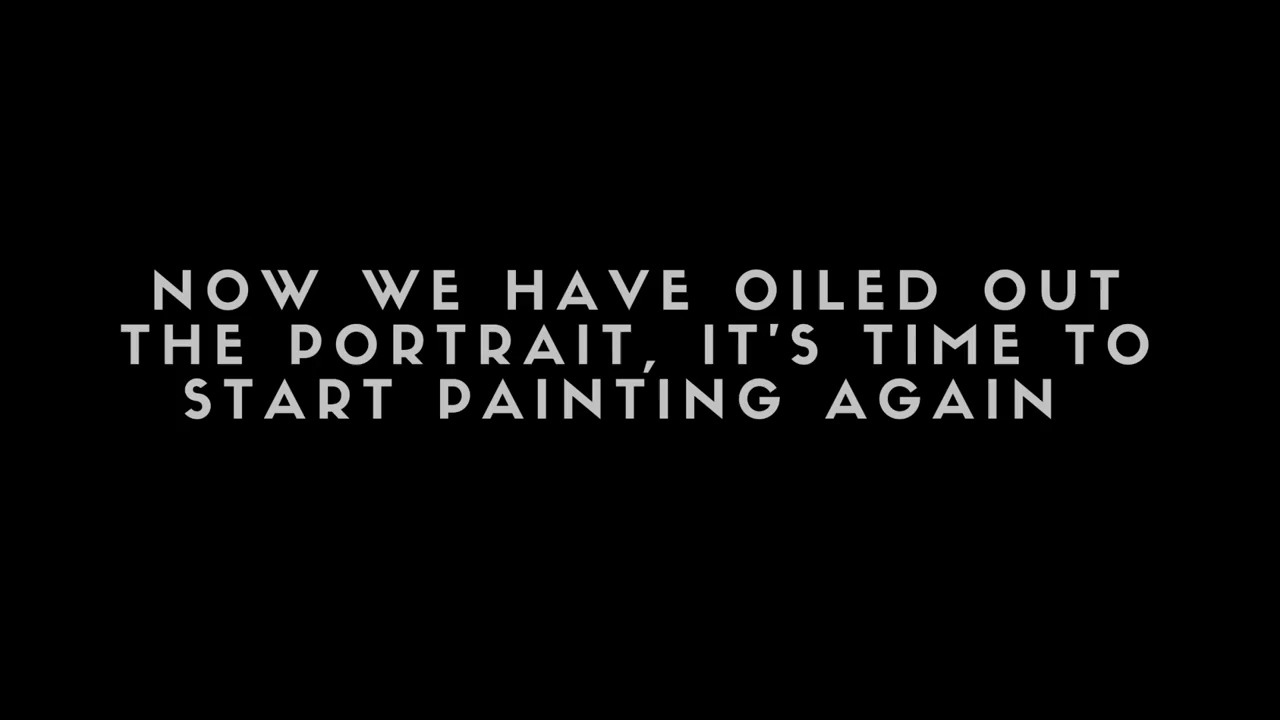 NOW WE HAVE OILED OUT
THE PORTRAIT, IT'S TIME TO
START PAINTING AGAIN